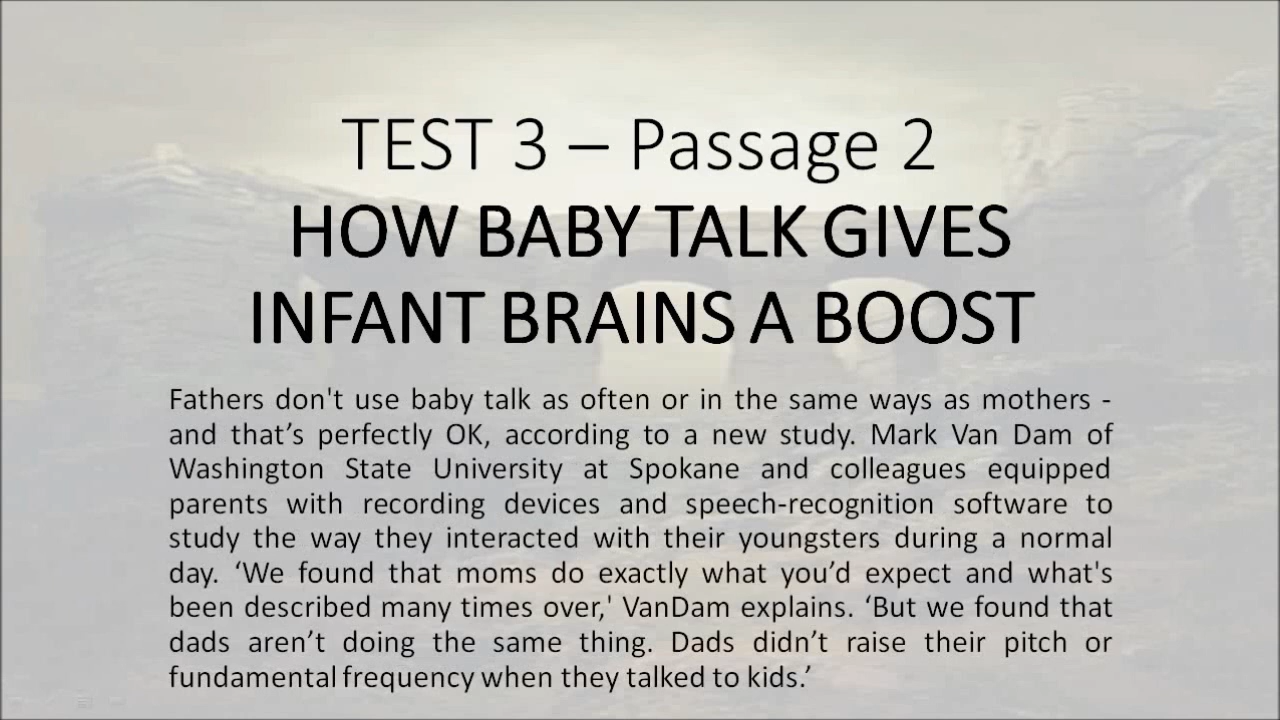 TEST 3 – Passage 2
HOW BABY TALK GIVES
INFANT BRAINS A BOOST
Fathers don't use baby talk as often or in the same ways as mothers -
and that’s perfectly OK, according to a new study. Mark Van Dam of
Washington State University at Spokane and colleagues equipped
parents with recording devices and speech-recognition software to
study the way they interacted with their youngsters during a normal
day. ‘We found that moms do exactly what you’d expect and what's
been described many times over,' VanDam explains. ‘But we found that
dads aren’t doing the same thing. Dads didn’t raise their pitch or
fundamental frequency when they talked to kids.’